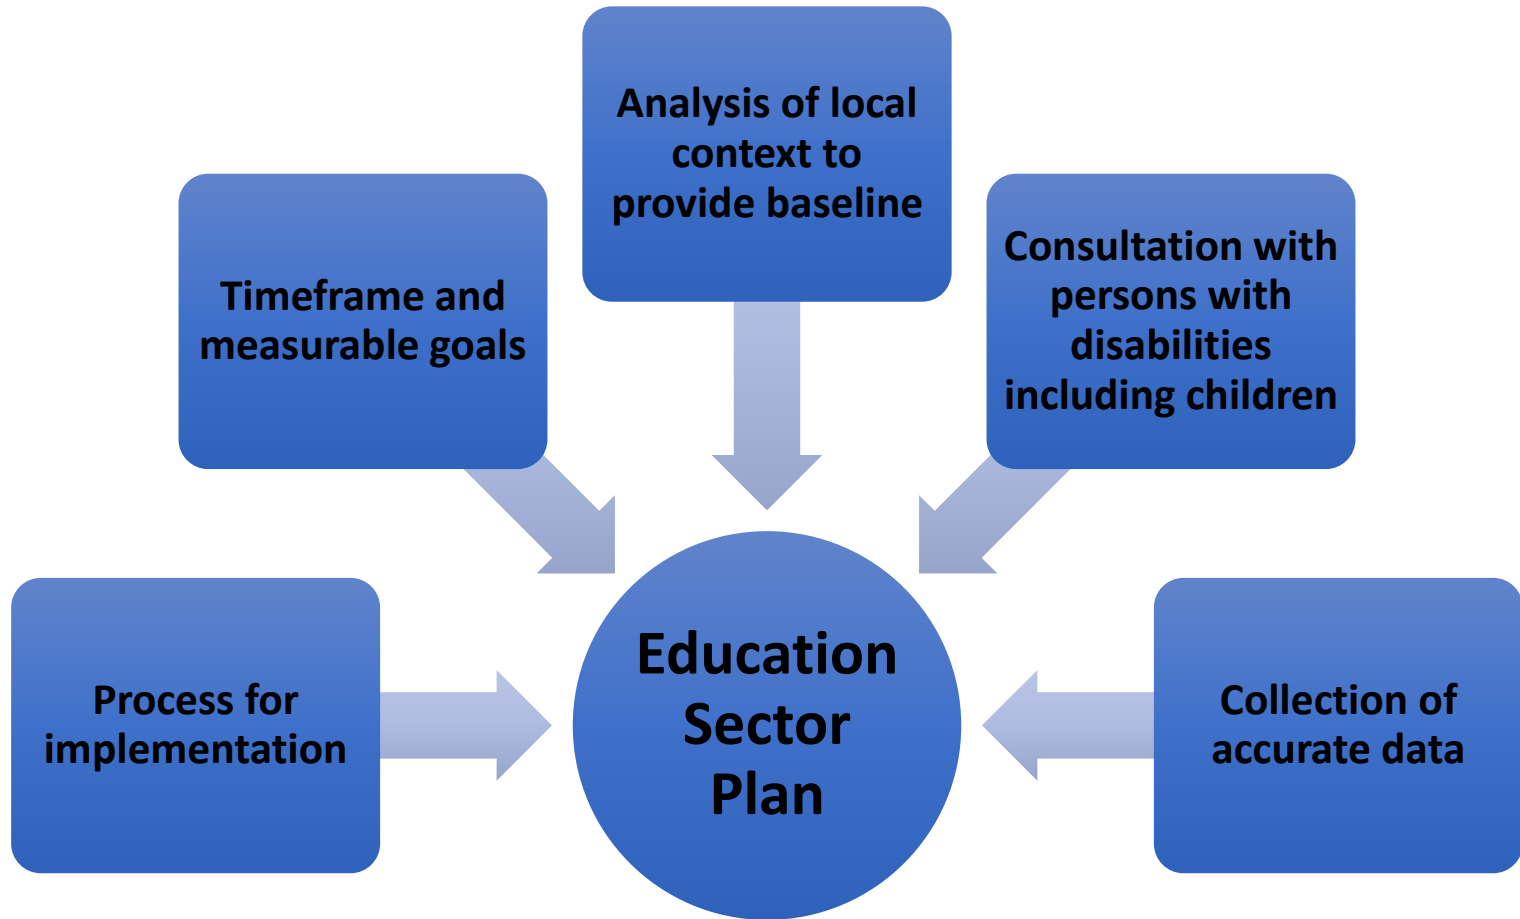 Analysis of local
context to
provide baseline
Timeframe and
measurable goals
Consultation with
persons with
disabilities
including children
Process for
implementation
Education
Sector
Plan
Collection of
accurate data